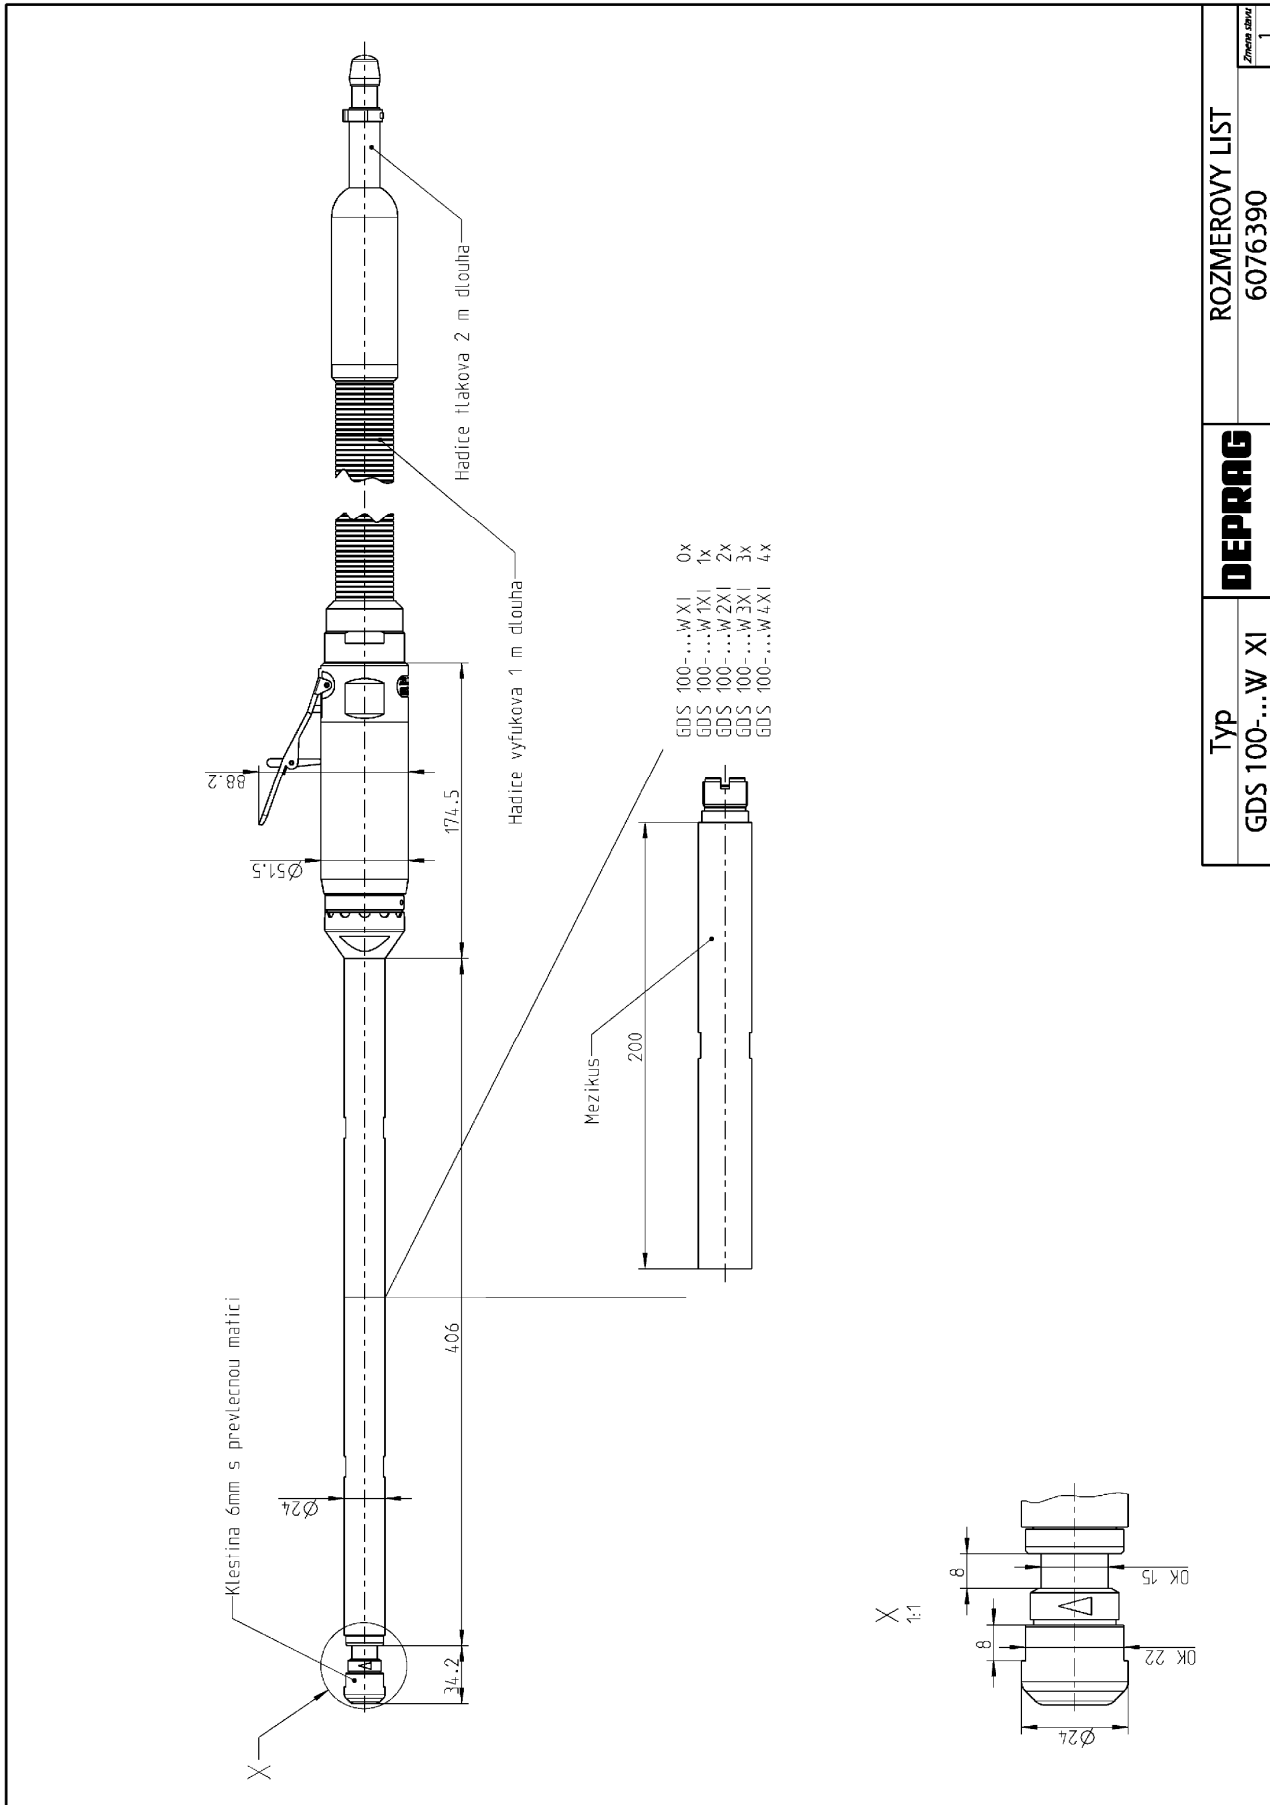 X
Klestina 6mm s prevlecnou matici
34.2
Ø24
406
174.5
Ø51.5
88.2
Hadice vyfukova 1 m dlouha
Hadice tlakova 2 m dlouha
GDS 100-...W XI 0x
GDS 100-...W 1XI 1x
GDS 100-...W 2XI 2x
GDS 100-...W 3XI 3x
GDS 100-...W 4XI 4x
Mezikus
200
X
1:1
8
8
Ø24
OK 22
OK 15
Typ
GDS 100-...W XI
DEPRAG
ROZMEROVY LIST
6076390
Zmena stavu
1